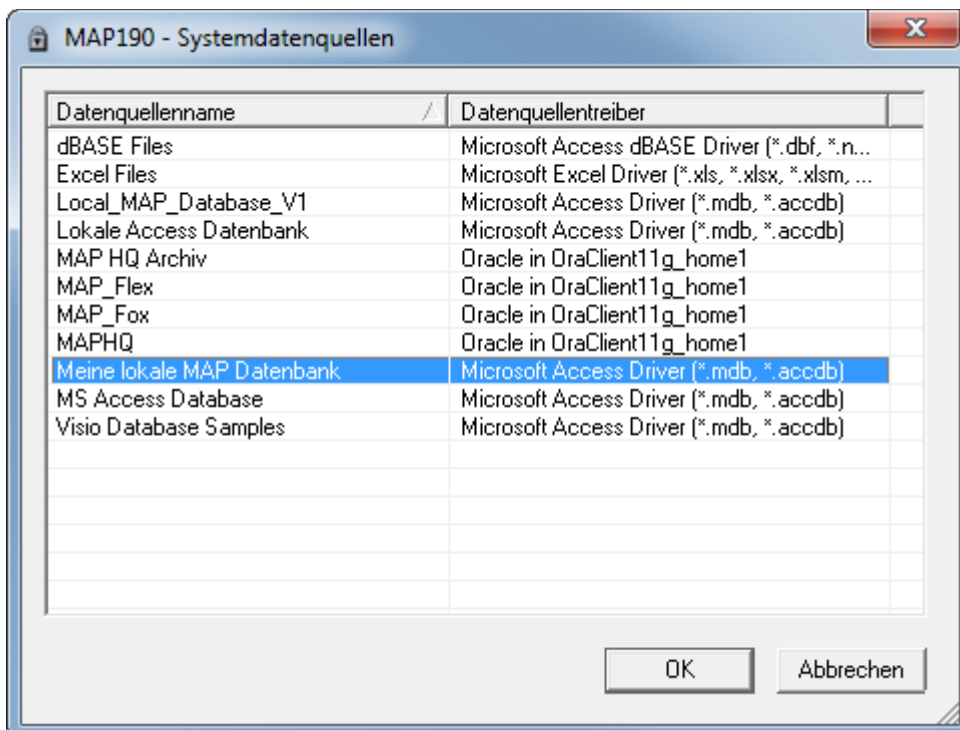 MAP190 - Systemdatenquellen
Datenquellenname Datenquellentreiber
dBASE Files Microsoft Access dBASE Driver (*.dbf, *.n...
Excel Files Microsoft Excel Driver (*.xls, *.xlsx, *.xlsm, ...
Local_MAP_Database_V1 Microsoft Access Driver (*.mdb, *.accdb)
Lokale Access Datenbank Microsoft Access Driver (*.mdb, *.accdb)
MAP HQ Archiv Oracle in OraClient11g_home1
MAP_Flex Oracle in OraClient11g_home1
MAP_Fox Oracle in OraClient11g_home1
MAPHQ Oracle in OraClient11g_home1
Meine lokale MAP Datenbank Microsoft Access Driver (*.mdb, *.accdb)
MS Access Database Microsoft Access Driver (*.mdb, *.accdb)
Visio Database Samples Microsoft Access Driver (*.mdb, *.accdb)
OK Abbrechen